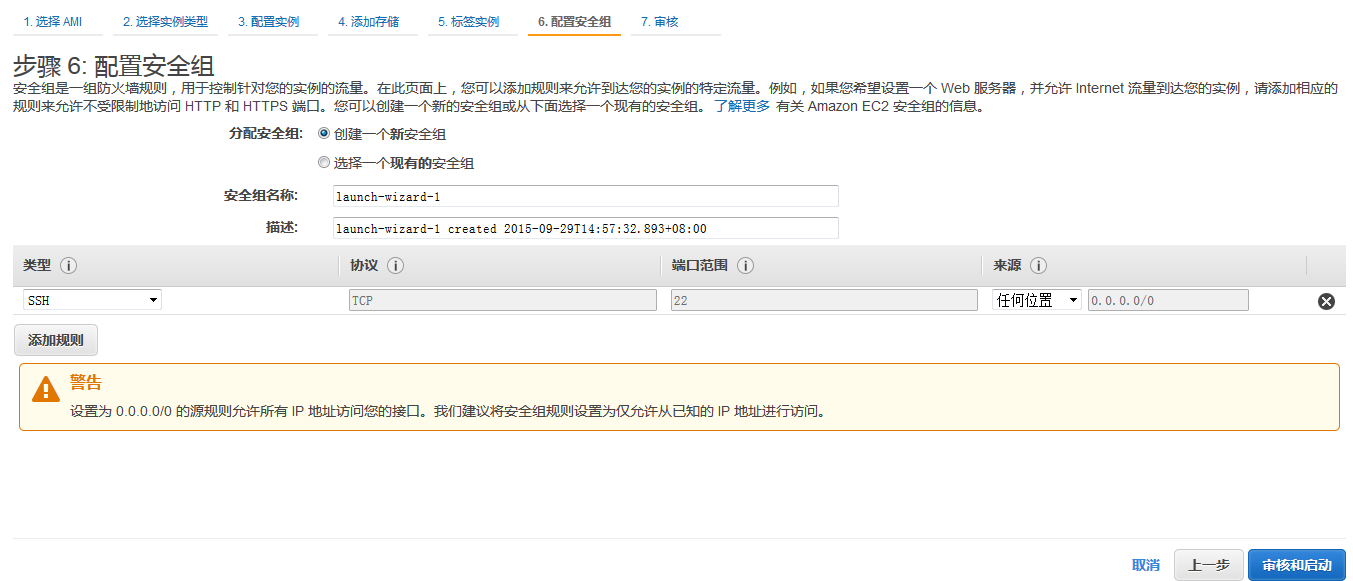 1. 选择 AMI 2. 选择实例类型 3. 配置实例 4. 添加存储 5. 标签实例 6. 配置安全组 7. 审核
步骤 6: 配置安全组
安全组是一组防火墙规则，用于控制针对您的实例的流量。在此页面上，您可以添加规则来允许到达您的实例的特定流量。例如，如果您希望设置一个 Web 服务器，并允许 Internet 流量到达您的实例，请添加相应的
规则来允许不受限制地访问 HTTP 和 HTTPS 端口。您可以创建一个新的安全组或从下面选择一个现有的安全组。 了解更多 有关 Amazon EC2 安全组的信息。
分配安全组: 创建一个新安全组
选择一个现有的安全组
安全组名称: launch-wizard-1
描述: launch-wizard-1 created 2015-09-29T14:57:32.893+08:00
类型 协议 端口范围 来源
SSH TCP 22 任何位置 0.0.0.0/0
添加规则
警告
设置为 0.0.0.0/0 的源规则允许所有 IP 地址访问您的接口。我们建议将安全组规则设置为仅允许从已知的 IP 地址进行访问。
取消 上一步 审核和启动